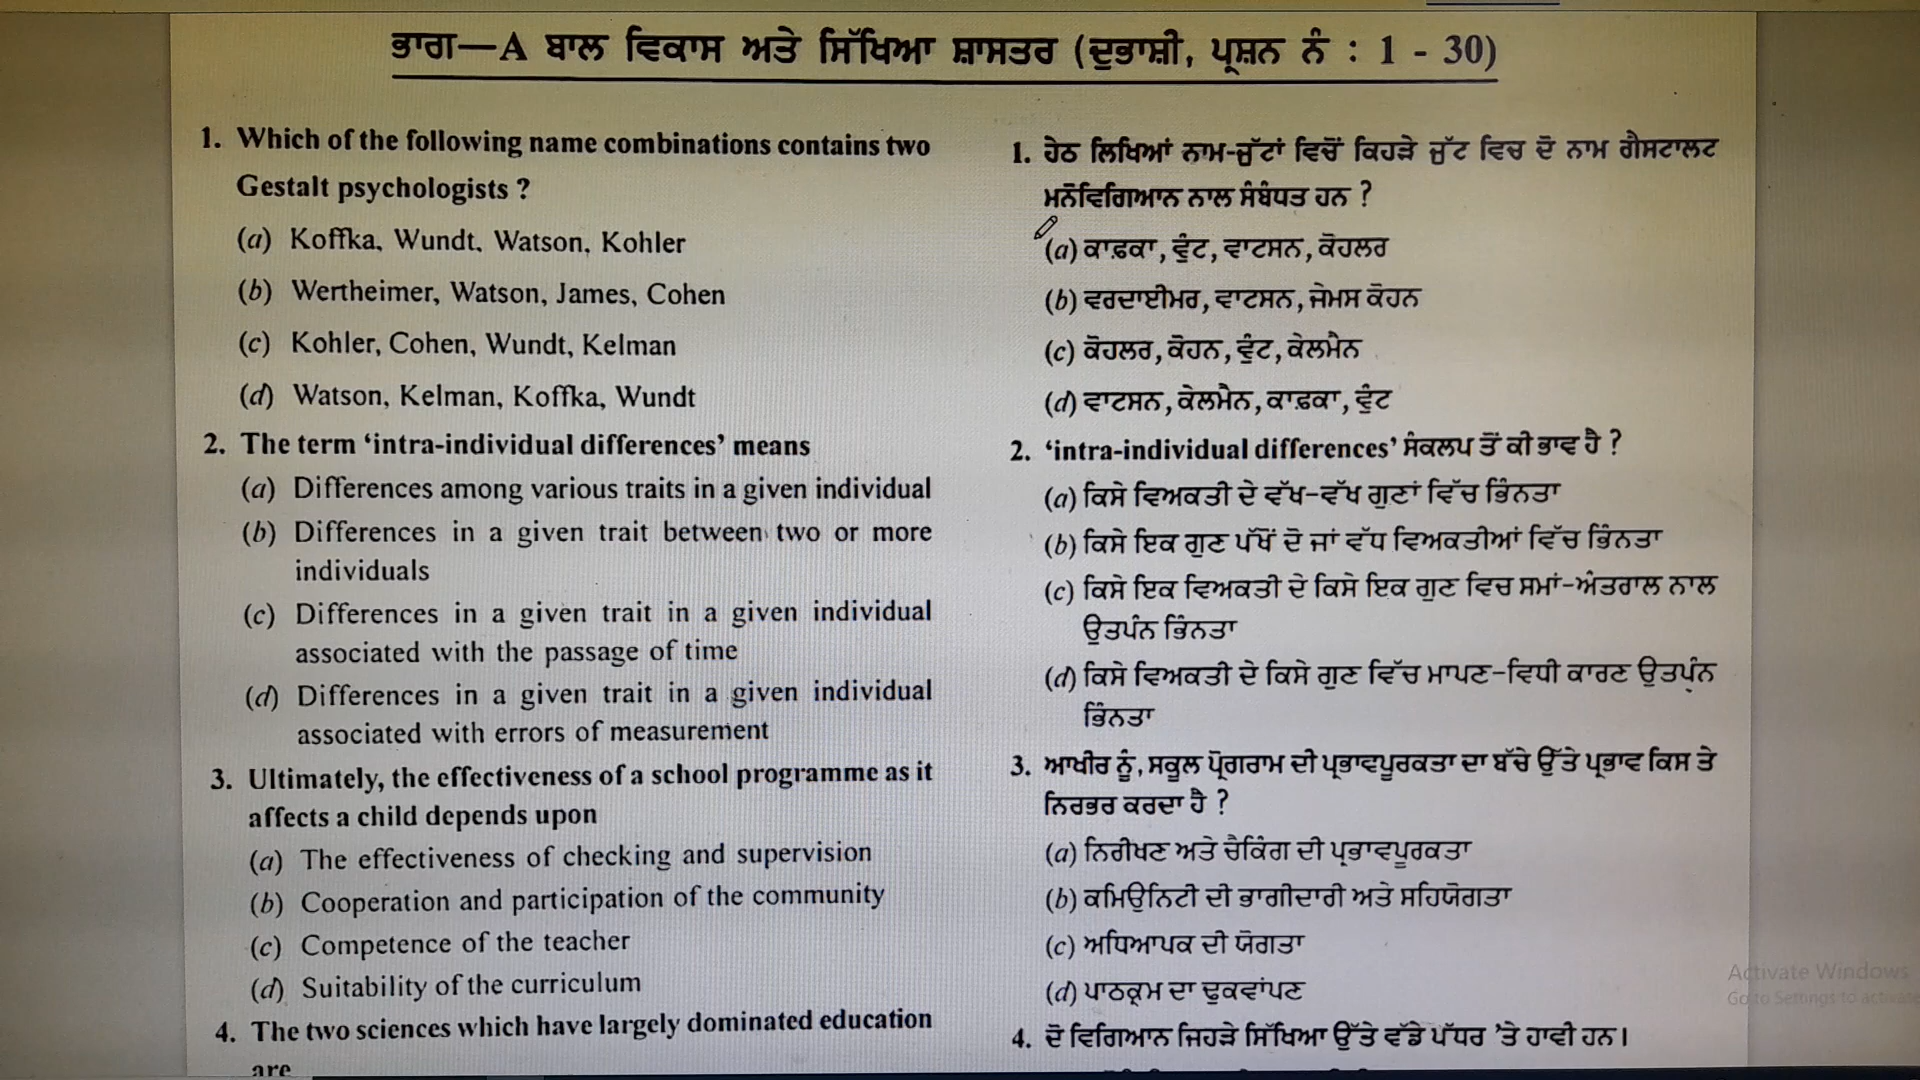 ਭਾਗ—A ਬਾਲ ਵਿਕਾਸ ਅਤੇ ਸਿੱਖਿਆ ਸ਼ਾਸਤਰ (ਦੁਭਾਸ਼ੀ, ਪ੍ਰਸ਼ਨ ਨੰ : 1 - 30)
1. Which of the following name combinations contains two
Gestalt psychologists ?
(a) Koffka, Wundt, Watson, Kohler
(b) Wertheimer, Watson, James, Cohen
(c) Kohler, Cohen, Wundt, Kelman
(d) Watson, Kelman, Koffka, Wundt
2. The term ‘intra-individual differences’ means
(a) Differences among various traits in a given individual
(b) Differences in a given trait between two or more
individuals
(c) Differences in a given trait in a given individual
associated with the passage of time
(d) Differences in a given trait in a given individual
associated with errors of measurement
3. Ultimately, the effectiveness of a school programme as it
affects a child depends upon
(a) The effectiveness of checking and supervision
(b) Cooperation and participation of the community
(c) Competence of the teacher
(d) Suitability of the curriculum
4. The two sciences which have largely dominated education
are
1. ਹੇਠ ਲਿਖਿਆਂ ਨਾਮ-ਜੁੱਟਾਂ ਵਿਚੋਂ ਕਿਹੜੇ ਜੁੱਟ ਵਿਚ ਦੋ ਨਾਮ ਗੈਸਟਾਲਟ
ਮਨੋਵਿਗਿਆਨ ਨਾਲ ਸੰਬੰਧਤ ਹਨ ?
(a) ਕਾਫ਼ਕਾ, ਵੁੰਟ, ਵਾਟਸਨ, ਕੋਹਲਰ
(b) ਵਰਦਾਈਮਰ, ਵਾਟਸਨ, ਜੇਮਸ ਕੋਹਨ
(c) ਕੋਹਲਰ, ਕੋਹਨ, ਵੁੰਟ, ਕੇਲਮੈਨ
(d) ਵਾਟਸਨ, ਕੇਲਮੈਨ, ਕਾਫ਼ਕਾ, ਵੁੰਟ
2. ‘intra-individual differences’ ਸੰਕਲਪ ਤੋਂ ਕੀ ਭਾਵ ਹੈ ?
(a) ਕਿਸੇ ਵਿਅਕਤੀ ਦੇ ਵੱਖ-ਵੱਖ ਗੁਣਾਂ ਵਿੱਚ ਭਿੰਨਤਾ
(b) ਕਿਸੇ ਇਕ ਗੁਣ ਪੱਖੋਂ ਦੋ ਜਾਂ ਵੱਧ ਵਿਅਕਤੀਆਂ ਵਿੱਚ ਭਿੰਨਤਾ
(c) ਕਿਸੇ ਇਕ ਵਿਅਕਤੀ ਦੇ ਕਿਸੇ ਇਕ ਗੁਣ ਵਿਚ ਸਮਾਂ-ਅੰਤਰਾਲ ਨਾਲ
ਉਤਪੰਨ ਭਿੰਨਤਾ
(d) ਕਿਸੇ ਵਿਅਕਤੀ ਦੇ ਕਿਸੇ ਗੁਣ ਵਿੱਚ ਮਾਪਣ-ਵਿਧੀ ਕਾਰਣ ਉਤਪੰਨ
ਭਿੰਨਤਾ
3. ਆਖੀਰ ਨੂੰ, ਸਕੂਲ ਪ੍ਰੋਗਰਾਮ ਦੀ ਪ੍ਰਭਾਵਪੂਰਕਤਾ ਦਾ ਬੱਚੇ ਉੱਤੇ ਪ੍ਰਭਾਵ ਕਿਸ ਤੇ
ਨਿਰਭਰ ਕਰਦਾ ਹੈ ?
(a) ਨਿਰੀਖਣ ਅਤੇ ਚੈਕਿੰਗ ਦੀ ਪ੍ਰਭਾਵਪੂਰਕਤਾ
(b) ਕਮਿਉਨਿਟੀ ਦੀ ਭਾਗੀਦਾਰੀ ਅਤੇ ਸਹਿਯੋਗਤਾ
(c) ਅਧਿਆਪਕ ਦੀ ਯੋਗਤਾ
(d) ਪਾਠਕ੍ਰਮ ਦਾ ਢੁਕਵਾਂਪਣ
4. ਦੋ ਵਿਗਿਆਨ ਜਿਹੜੇ ਸਿੱਖਿਆ ਉੱਤੇ ਵੱਡੇ ਪੱਧਰ ’ਤੇ ਹਾਵੀ ਹਨ।
Activate Windows
Go to Settings to activate